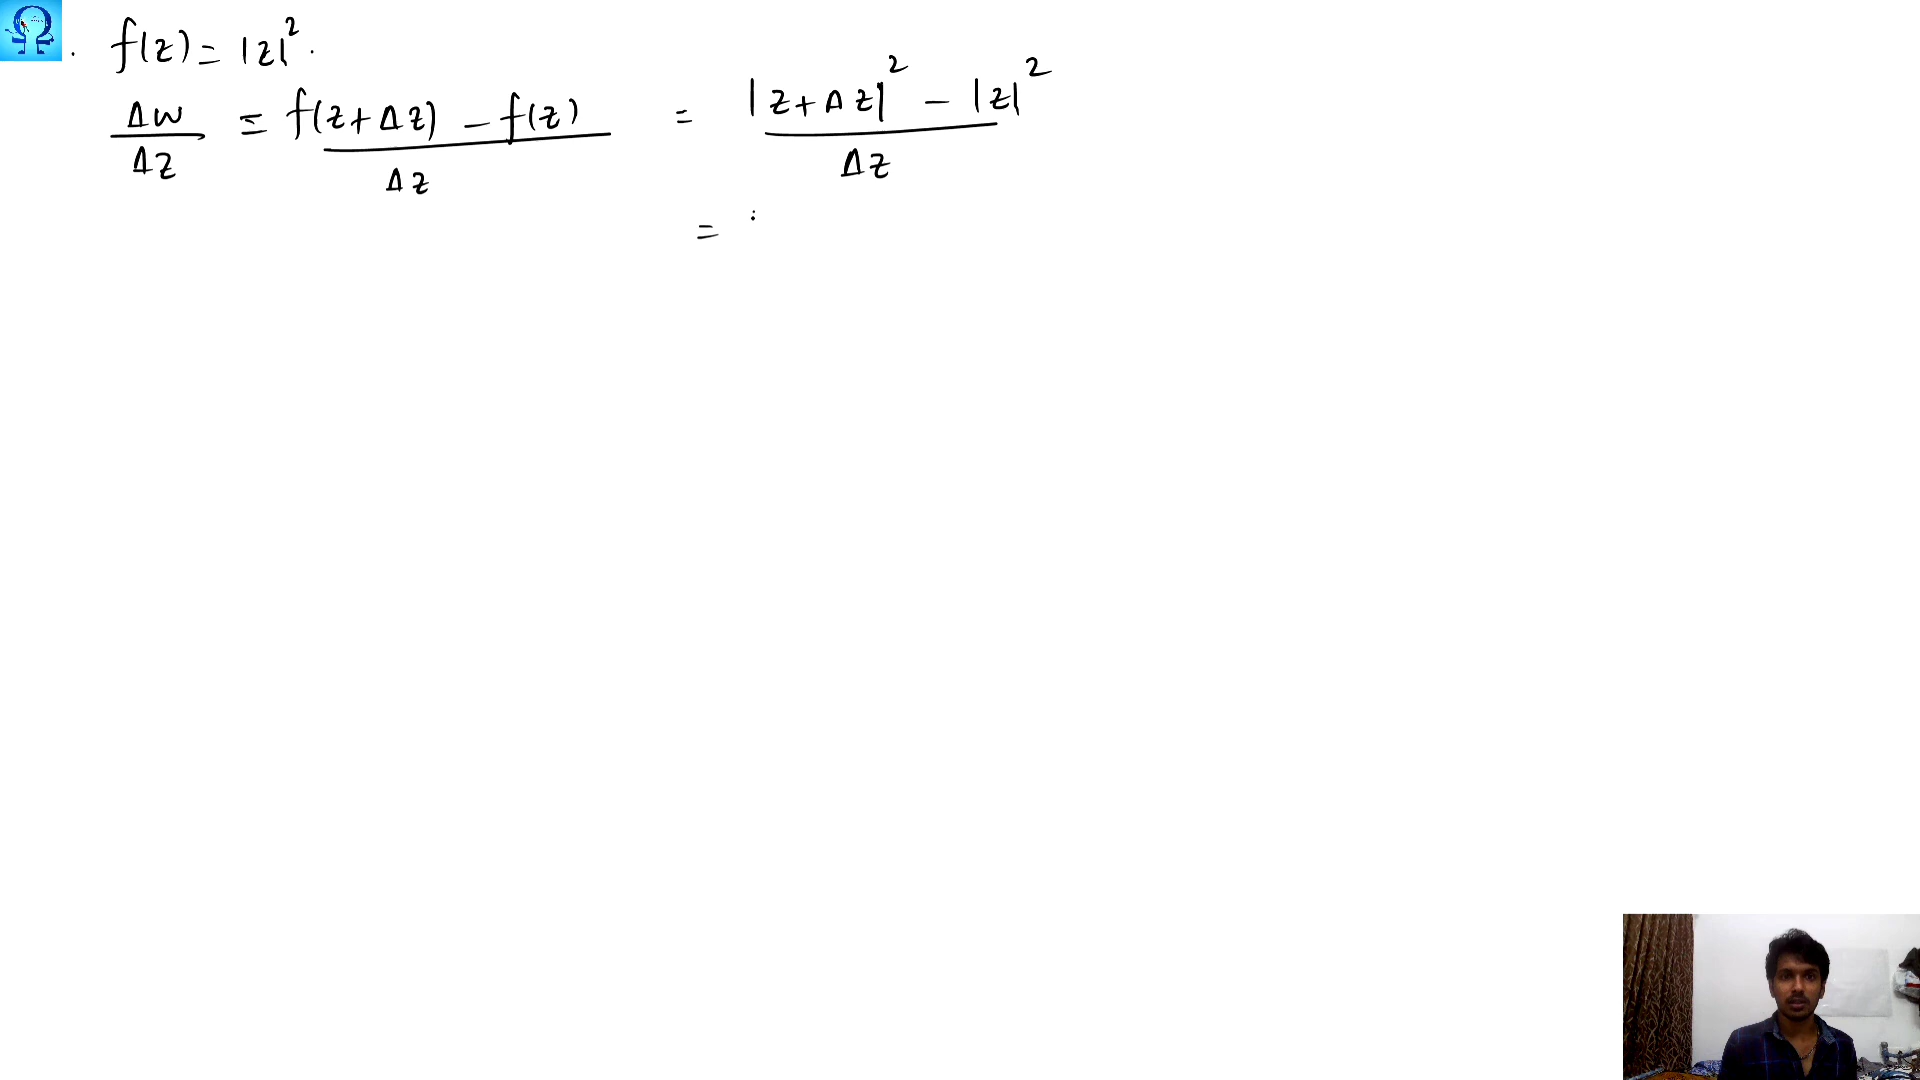 . f(z) = |z|².
Δw/Δz = f(z+Δz) - f(z)/Δz = |z+Δz|² - |z|²/Δz
=